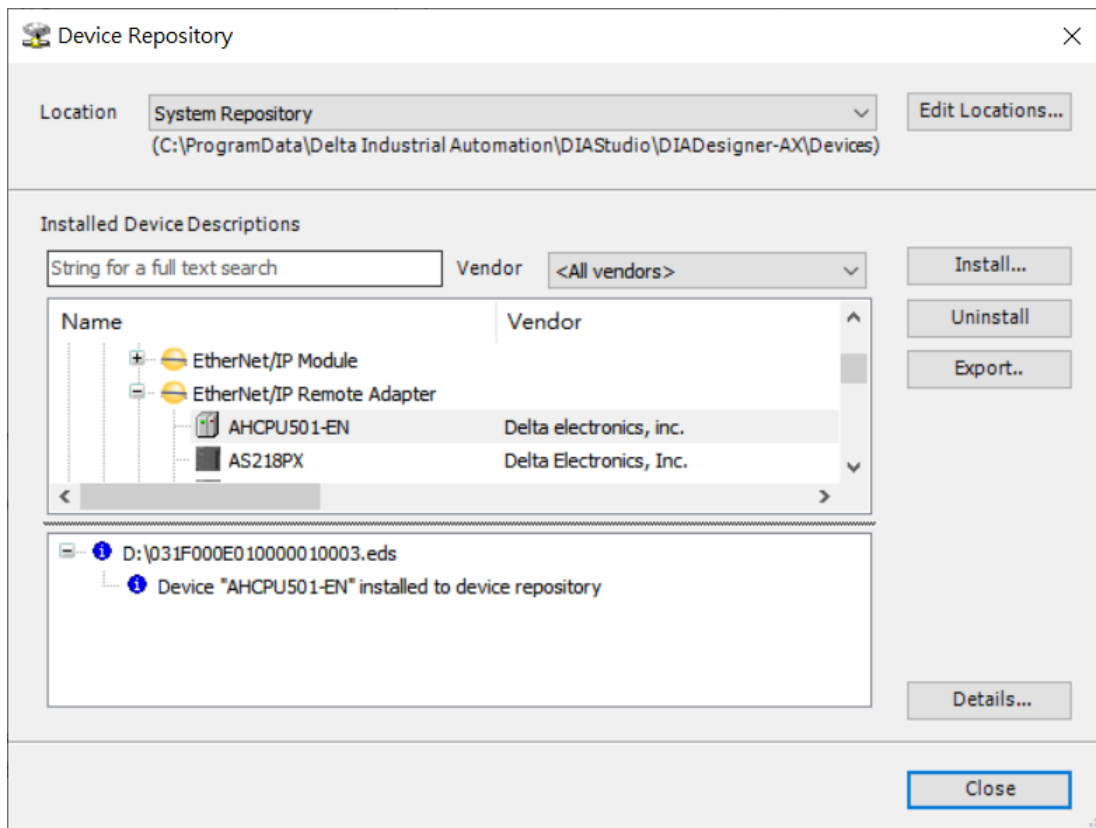 Device Repository
Location
System Repository
Edit Locations...
(C:\ProgramData\Delta Industrial Automation\DIAStudio\DIADesigner-AX\Devices)
Installed Device Descriptions
String for a full text search
Vendor
<All vendors>
Install...
Uninstall
Export..
Name
Vendor
EtherNet/IP Module
EtherNet/IP Remote Adapter
AHCPU501-EN
Delta electronics, inc.
AS218PX
Delta Electronics, Inc.
D:\031F000E010000010003.eds
Device "AHCPU501-EN" installed to device repository
Details...
Close